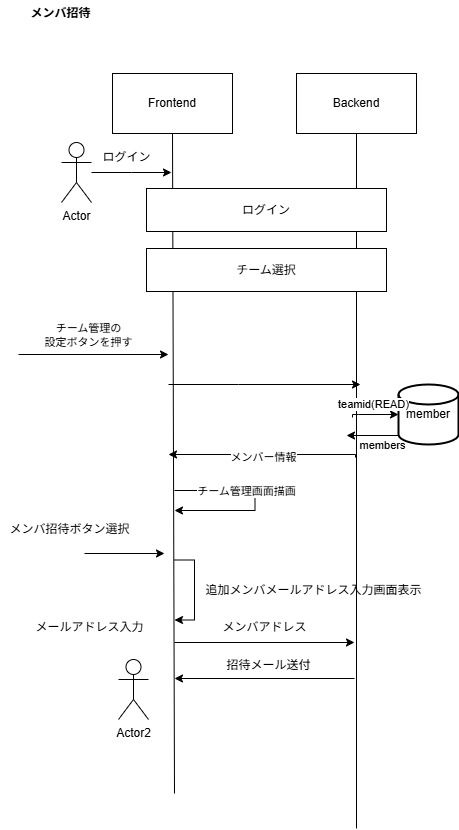 メンバ招待
Frontend
Backend
ログイン
Actor
ログイン
チーム選択
チーム管理の
設定ボタンを押す
teamid(READ)
member
members
メンバー情報
チーム管理画面描画
メンバ招待ボタン選択
追加メンバメールアドレス入力画面表示
メールアドレス入力
メンバアドレス
招待メール送付
Actor2